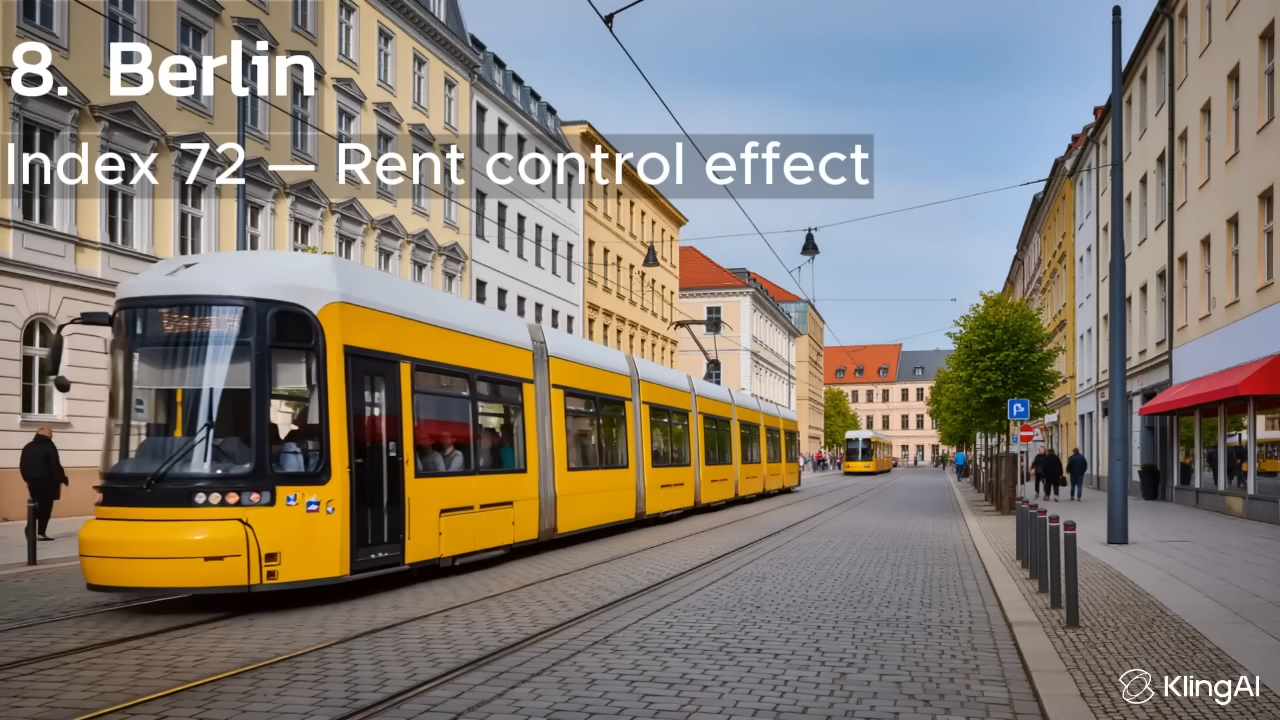 8. Berlin
Index 72 — Rent control effect
KlingAI